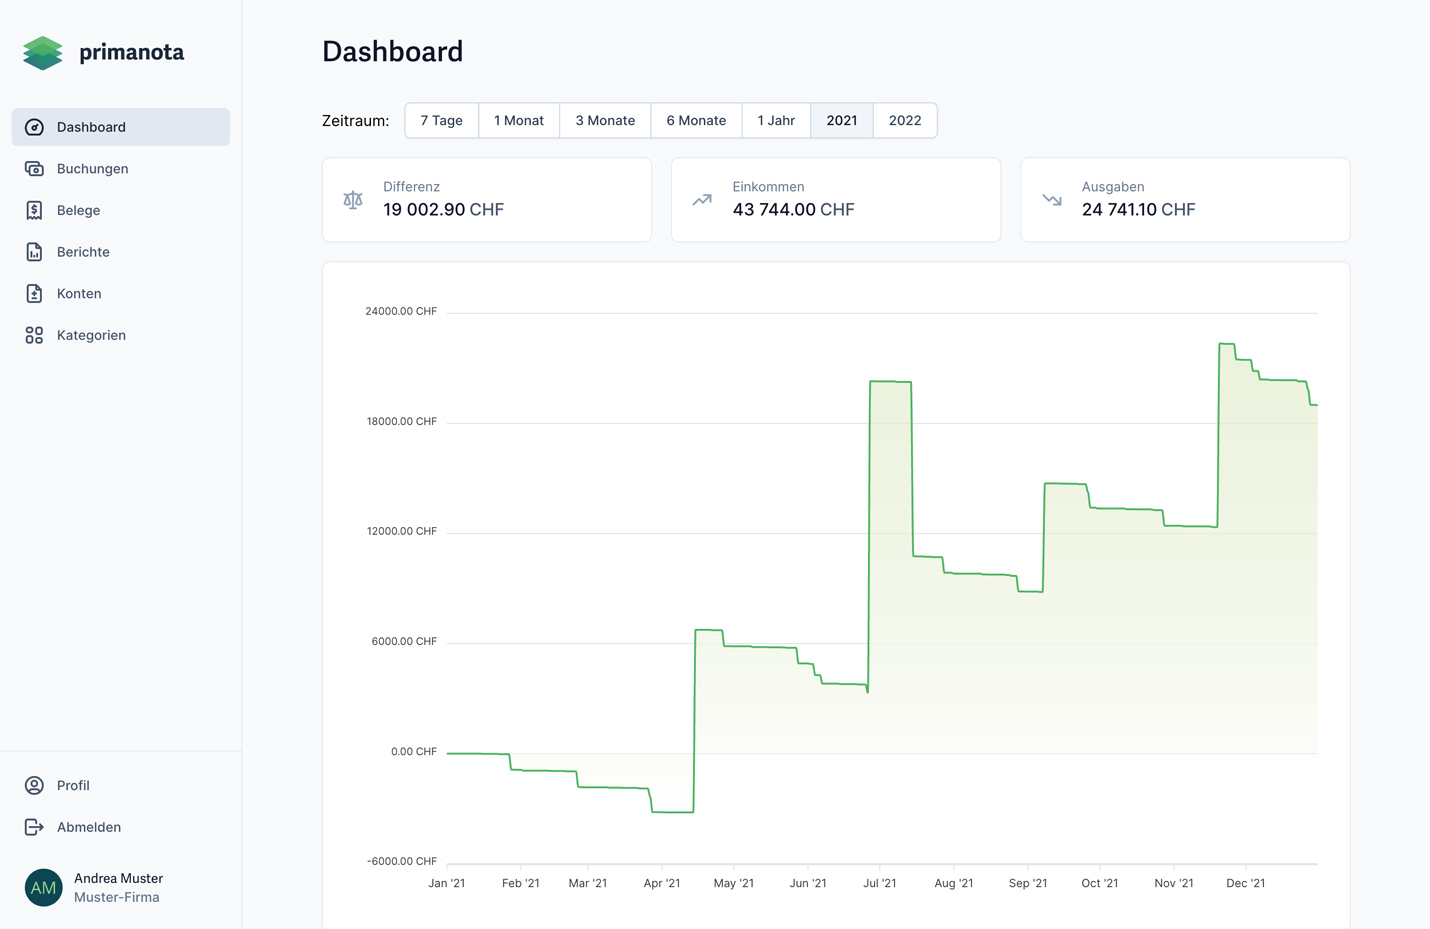 primanota
Dashboard
Buchungen
Belege
Berichte
Konten
Kategorien
Profil
Abmelden
AM
Andrea Muster
Muster-Firma
Dashboard
Zeitraum: 7 Tage 1 Monat 3 Monate 6 Monate 1 Jahr 2021 2022
Differenz
19 002.90 CHF
Einkommen
43 744.00 CHF
Ausgaben
24 741.10 CHF
24000.00 CHF
18000.00 CHF
12000.00 CHF
6000.00 CHF
0.00 CHF
-6000.00 CHF
Jan '21 Feb '21 Mar '21 Apr '21 May '21 Jun '21 Jul '21 Aug '21 Sep '21 Oct '21 Nov '21 Dec '21